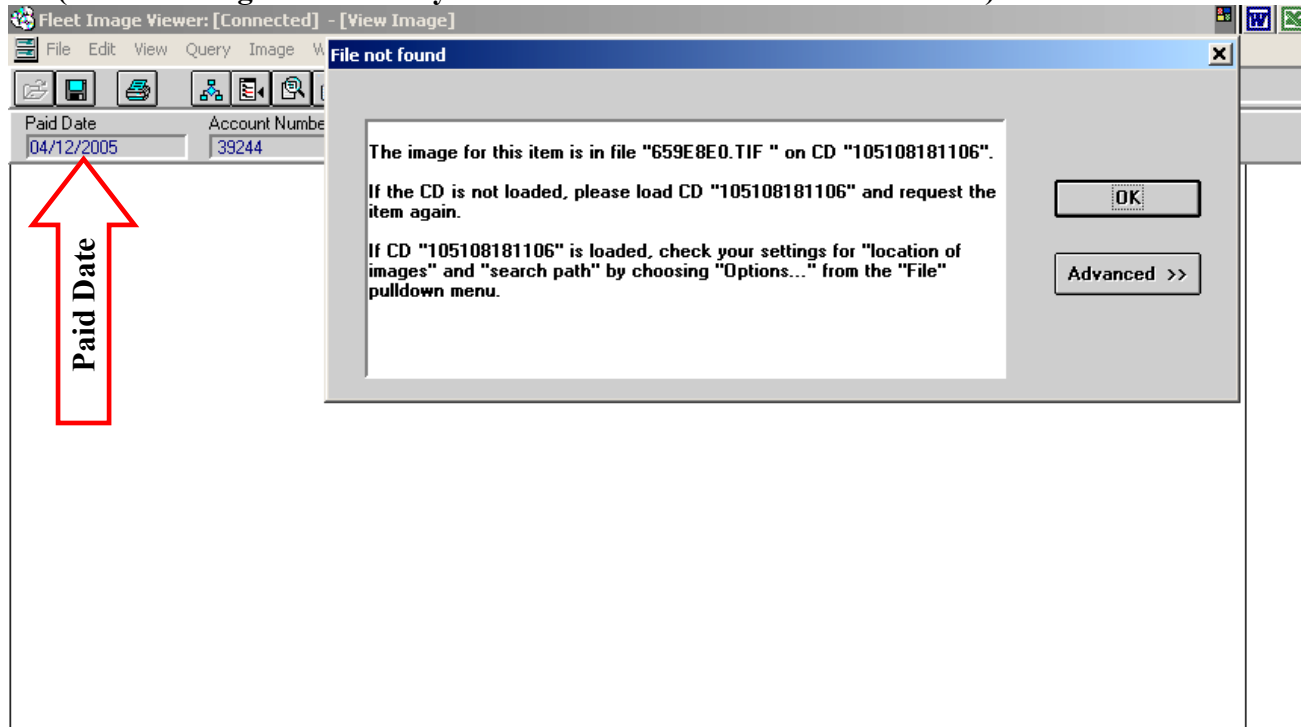 Fleet Image Viewer: [Connected] - [View Image]
File Edit View Query Image
File not found
Paid Date
Account Numbe
04/12/2005
39244
The image for this item is in file "659E8E0.TIF " on CD "105108181106".
If the CD is not loaded, please load CD "105108181106" and request the
item again.
If CD "105108181106" is loaded, check your settings for "location of
images" and "search path" by choosing "Options..." from the "File"
pulldown menu.
OK
Advanced >>
Paid Date